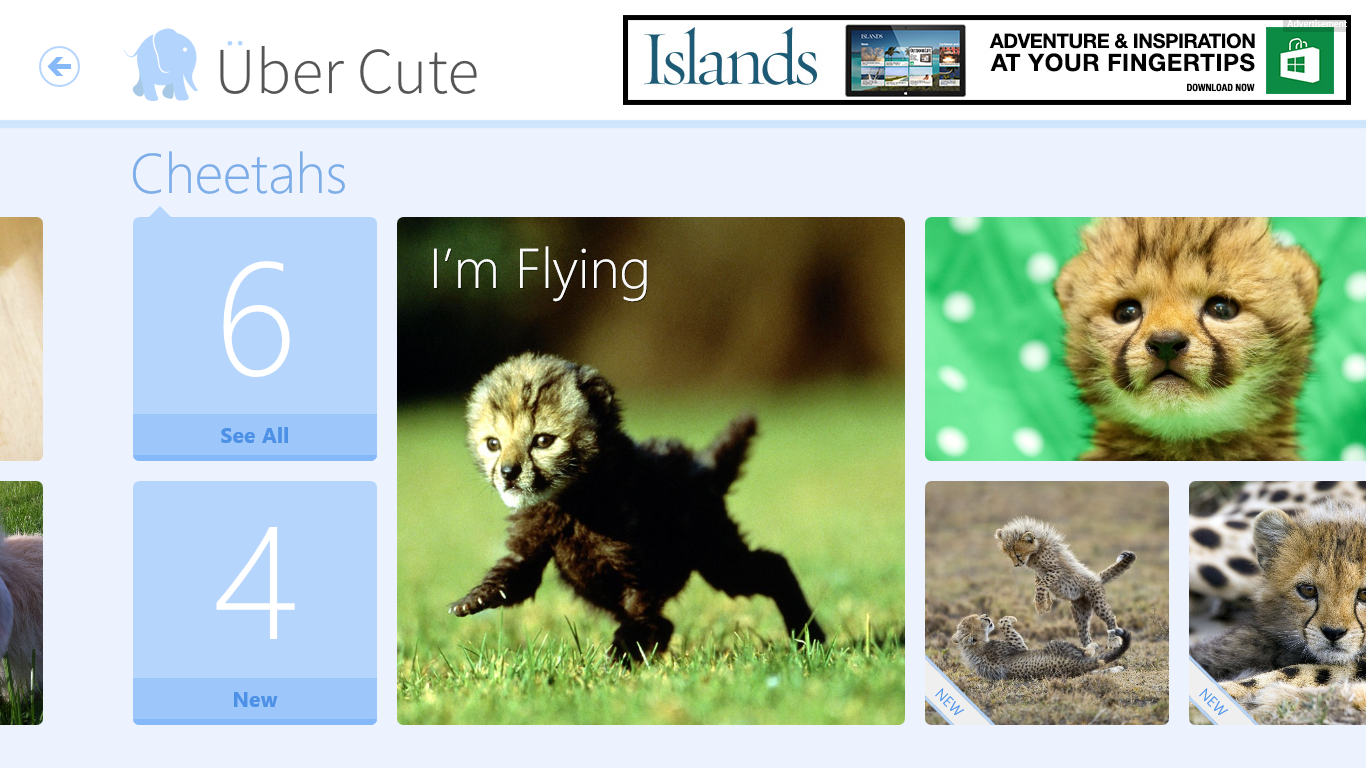 Über Cute
Islands
ISLANDS
ADVENTURE & INSPIRATION
AT YOUR FINGERTIPS
DOWNLOAD NOW
Advertisement
Cheetahs
6
See All
4
New
I'm Flying
NEW
NEW